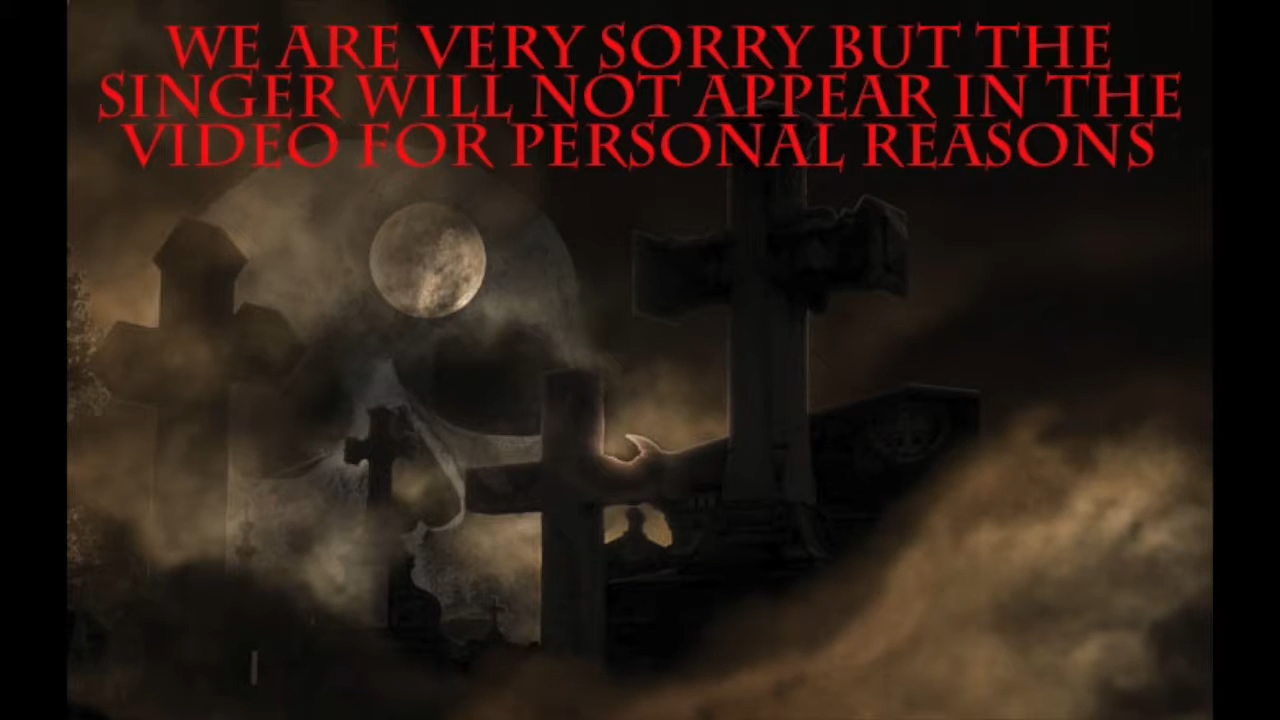 WE ARE VERY SORRY BUT THE
SINGER WILL NOT APPEAR IN THE
VIDEO FOR PERSONAL REASONS